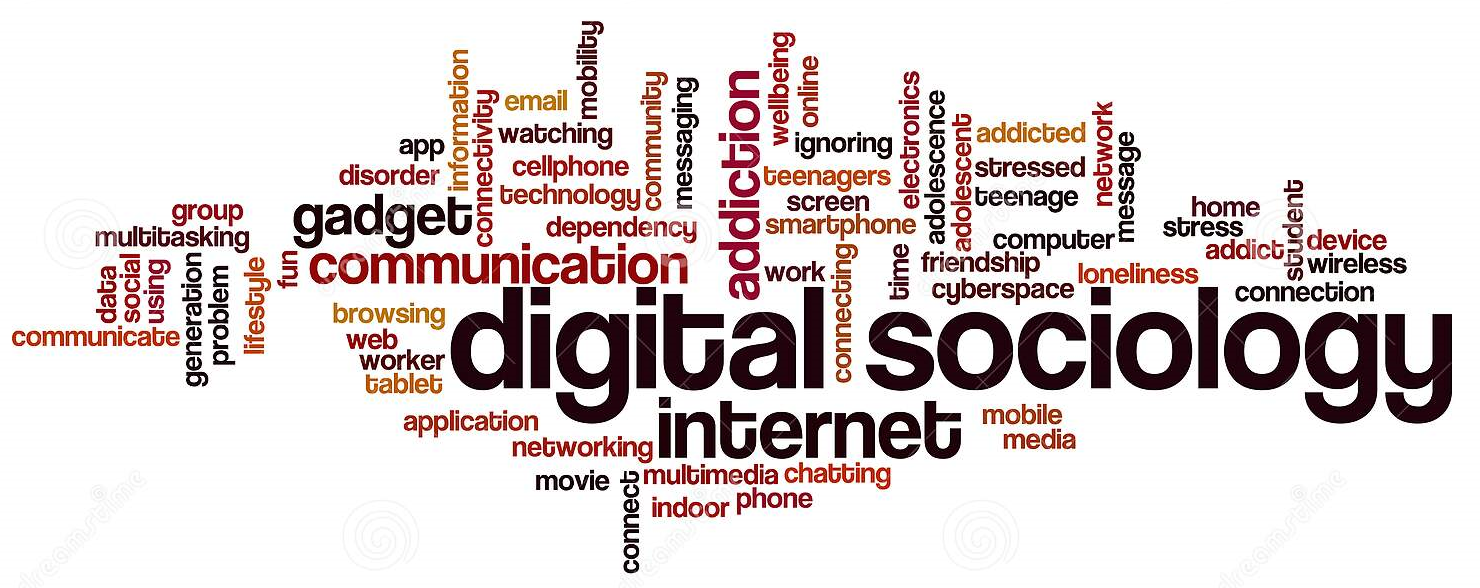 mobility
wellbeing
information
online
email
community
electronics
messaging
addiction
connectivity
adolescence
network
watching
app
ignoring
adolescent
addicted
message
cellphone
stressed
disorder
teenagers
technology
teenage
screen
home
student
group
gadget
dependency
smartphone
stress
multitasking
computer
device
addict
fun
communication
work
connecting
time
friendship
loneliness
wireless
data
social
using
generation
problem
lifestyle
cyberspace
connection
browsing
digital sociology
communicate
web
worker
tablet
application
internet
mobile
networking
media
movie
connect
multimedia
chatting
indoor
phone
dreamstime
dreamstime
dreamstime